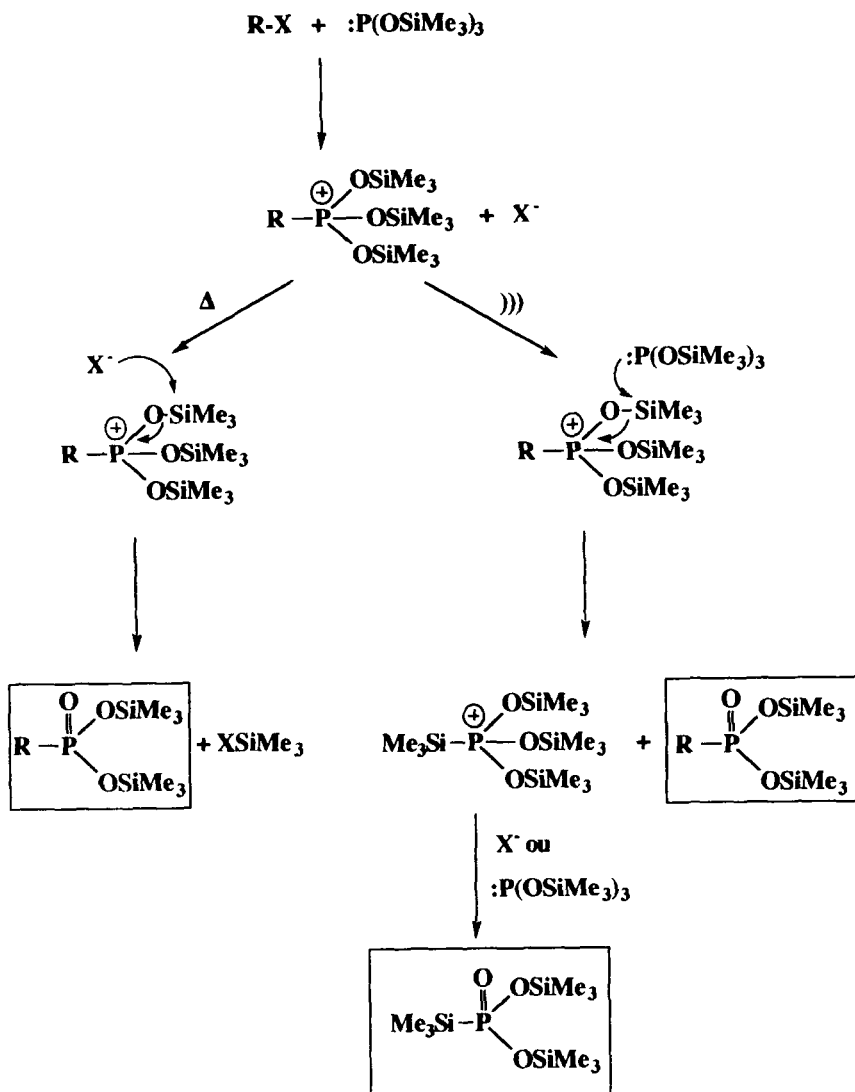 R-X + :P(OSiMe₃)₃
⊕
OSiMe₃
R—P—OSiMe₃ + X⁻
OSiMe₃
Δ
)))
X⁻
⊕
O-SiMe₃
R—P—OSiMe₃
OSiMe₃
:P(OSiMe₃)₃
⊕
O-SiMe₃
R—P—OSiMe₃
OSiMe₃
O
OSiMe₃
R—P + XSiMe₃
OSiMe₃
⊕
OSiMe₃
Me₃Si—P—OSiMe₃ +
OSiMe₃
O
OSiMe₃
R—P
OSiMe₃
X⁻ ou
:P(OSiMe₃)₃
O
OSiMe₃
Me₃Si—P
OSiMe₃